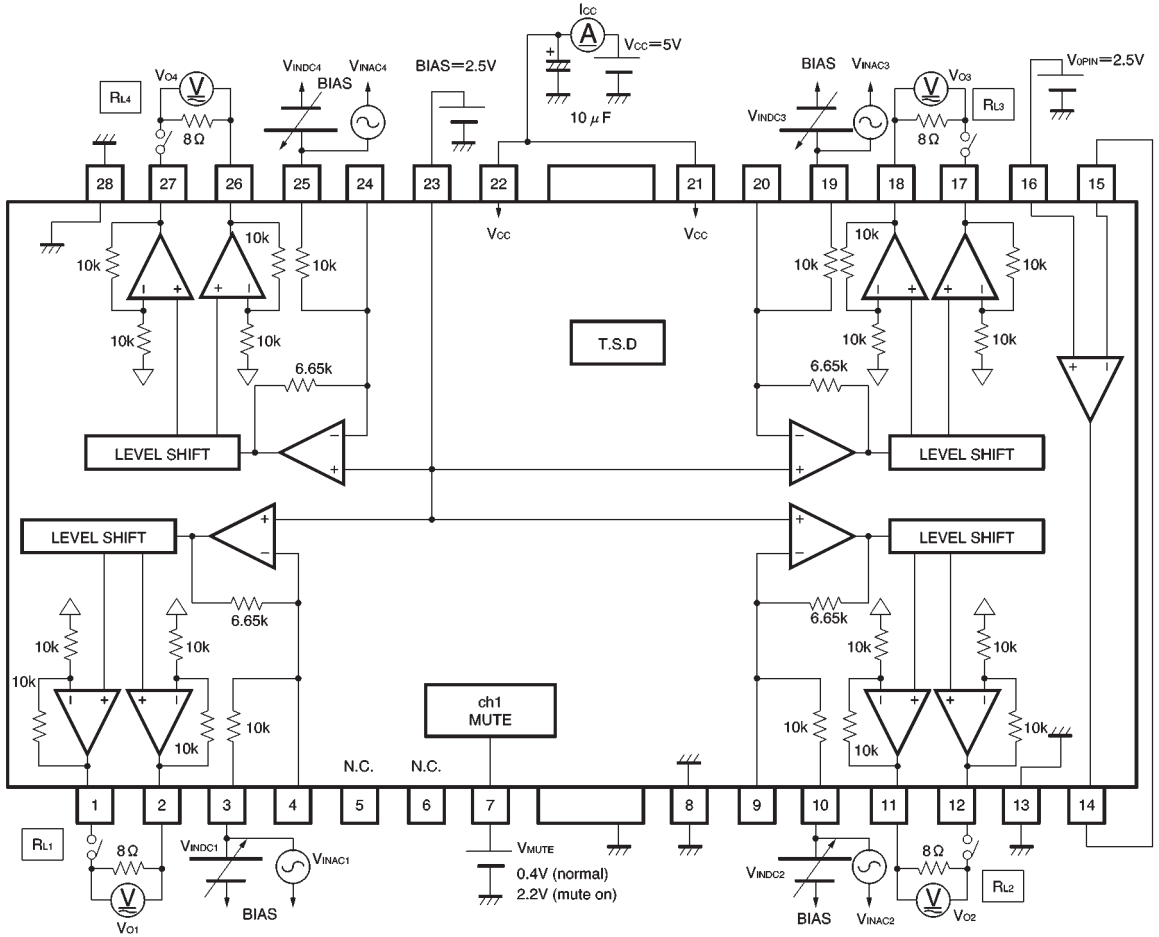 ICC
A
VCC=5V
+
10 μF
VO4
V
RL4
8Ω
VINDC4
BIAS
VINAC4
BIAS=2.5V
BIAS
VINAC3
VINDC3
VO3
V
RL3
8Ω
VOPIN=2.5V
28
27
26
25
24
23
22
21
20
19
18
17
16
15
VCC
VCC
10k
10k
10k
10k
10k
10k
10k
10k
10k
10k
– +
+ –
– +
+ –
+ –
T.S.D
6.65k
6.65k
LEVEL SHIFT
–
+
–
+
LEVEL SHIFT
LEVEL SHIFT
+
–
+
–
LEVEL SHIFT
6.65k
6.65k
10k
10k
10k
10k
10k
10k
10k
10k
10k
10k
– +
+ –
– +
+ –
ch1
MUTE
N.C.
N.C.
1
2
3
4
5
6
7
8
9
10
11
12
13
14
RL1
8Ω
V
VO1
VINDC1
VINAC1
BIAS
VMUTE
0.4V (normal)
2.2V (mute on)
VINDC2
BIAS
VINAC2
8Ω
V
VO2
RL2